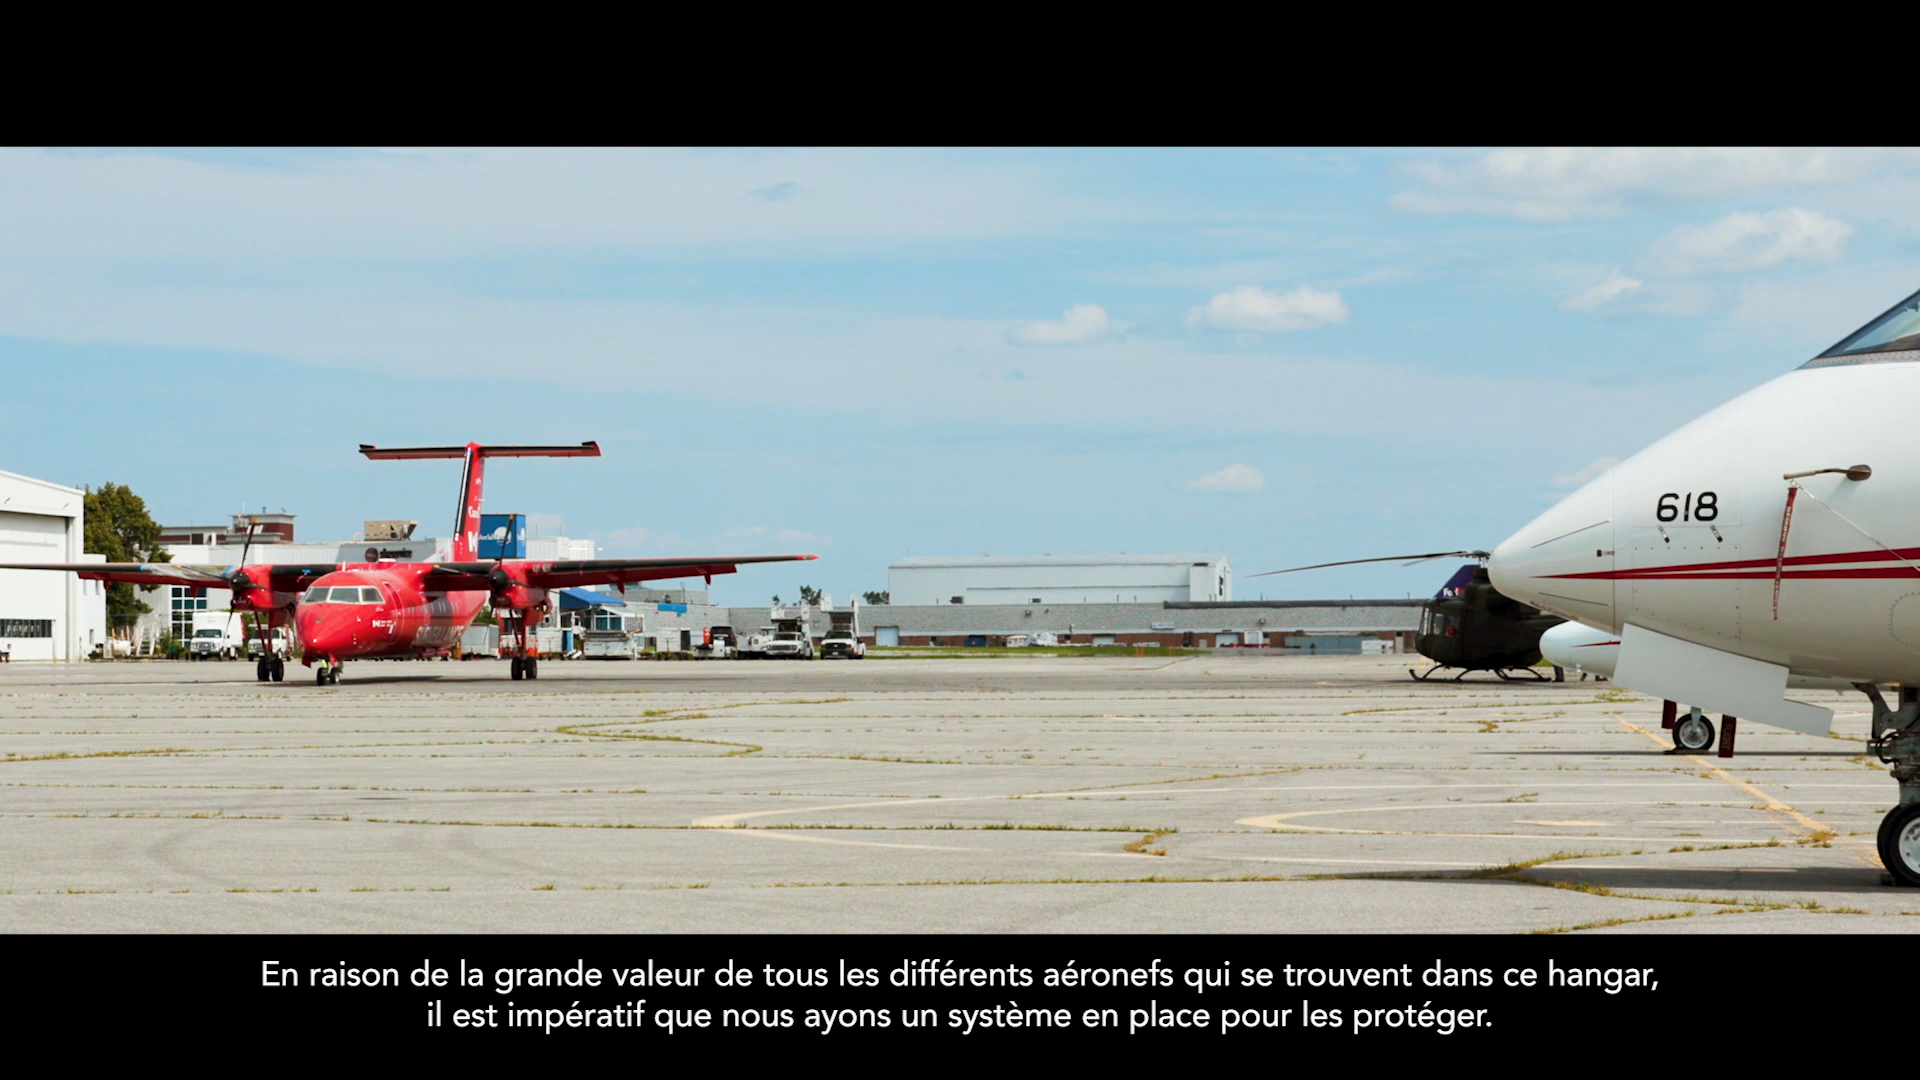 618
En raison de la grande valeur de tous les différents aéronefs qui se trouvent dans ce hangar,
il est impératif que nous ayons un système en place pour les protéger.